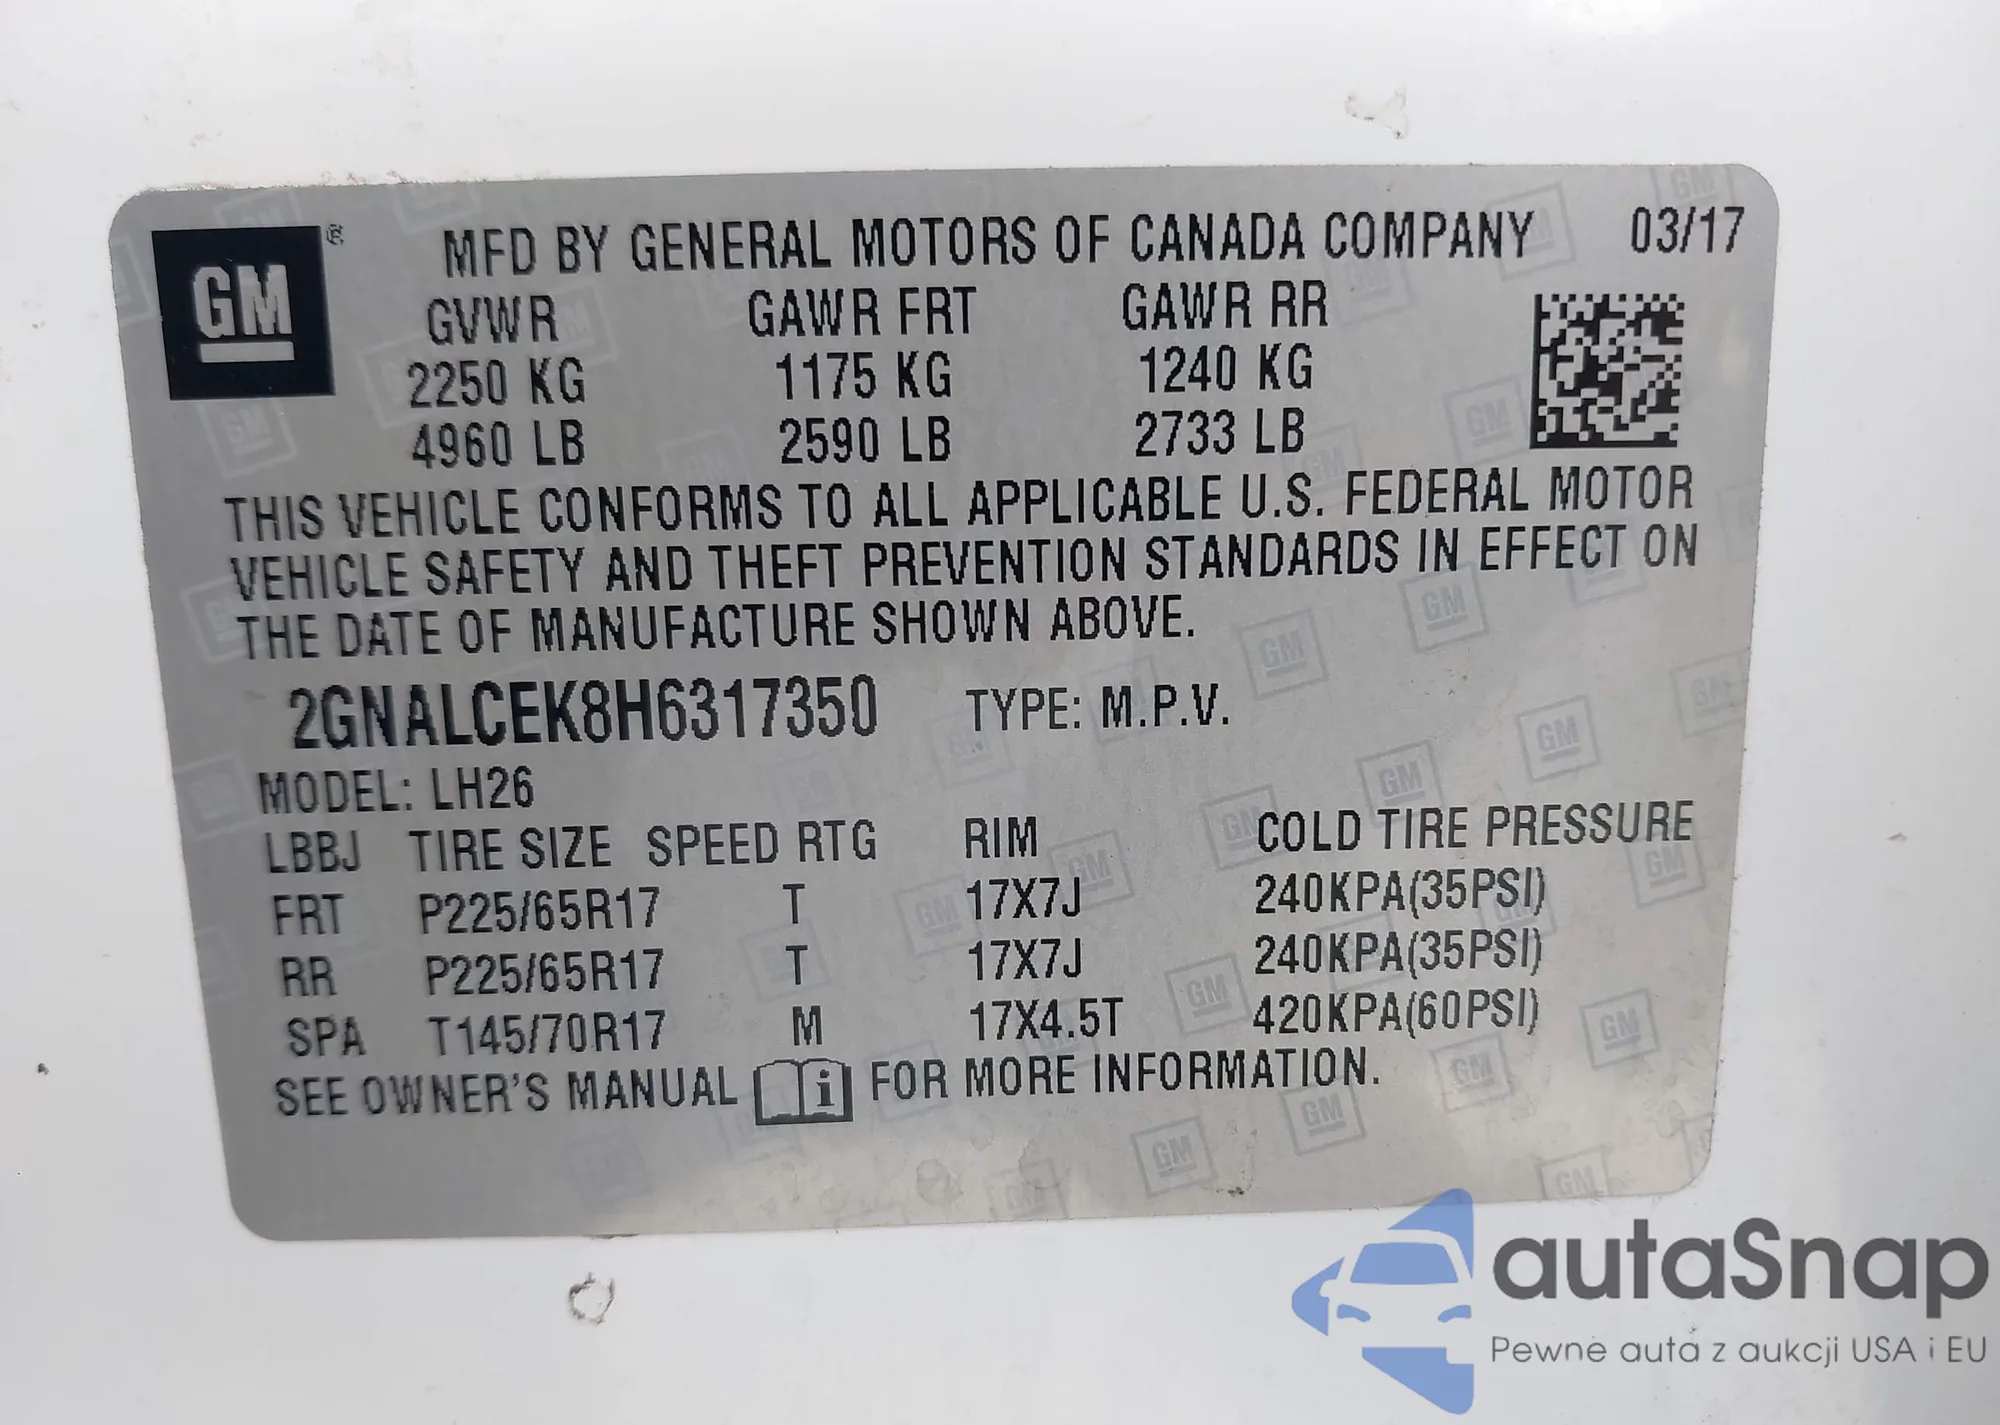 GM ® MFD BY GENERAL MOTORS OF CANADA COMPANY 03/17
GVWR GAWR FRT GAWR RR
2250 KG 1175 KG 1240 KG
4960 LB 2590 LB 2733 LB
THIS VEHICLE CONFORMS TO ALL APPLICABLE U.S. FEDERAL MOTOR
VEHICLE SAFETY AND THEFT PREVENTION STANDARDS IN EFFECT ON
THE DATE OF MANUFACTURE SHOWN ABOVE.
2GNALCEK8H6317350 TYPE: M.P.V.
MODEL: LH26
LBBJ TIRE SIZE SPEED RTG RIM COLD TIRE PRESSURE
FRT P225/65R17 T 17X7J 240KPA(35PSI)
RR P225/65R17 T 17X7J 240KPA(35PSI)
SPA T145/70R17 M 17X4.5T 420KPA(60PSI)
SEE OWNER'S MANUAL i FOR MORE INFORMATION.
autaSnap
Pewne auta z aukcji USA i EU